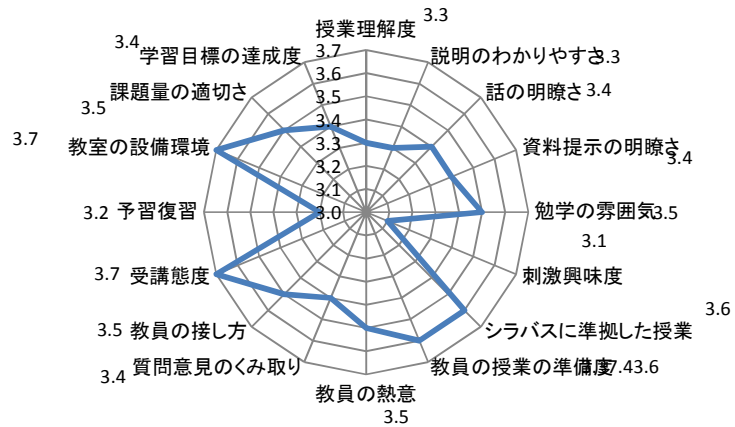 授業理解度 3.3
説明のわかりやすさ 3.3
話の明瞭さ 3.4
資料提示の明瞭さ 3.4
勉学の雰囲気 3.5
刺激興味度 3.1
シラバスに準拠した授業 3.6
教員の授業の準備度
教員の熱意 3.5
質問意見のくみ取り 3.4
教員の接し方 3.5
受講態度 3.7
予習復習 3.2
教室の設備環境 3.7
課題量の適切さ 3.5
学習目標の達成度 3.4
3.7
3.6
3.5
3.4
3.3
3.2
3.1
3.0